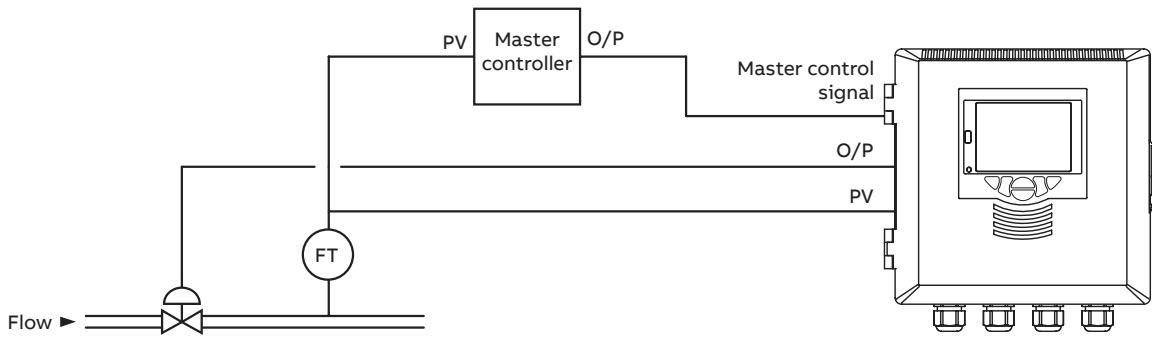 PV
Master
controller
O/P
Master control
signal
O/P
PV
FT
Flow ►